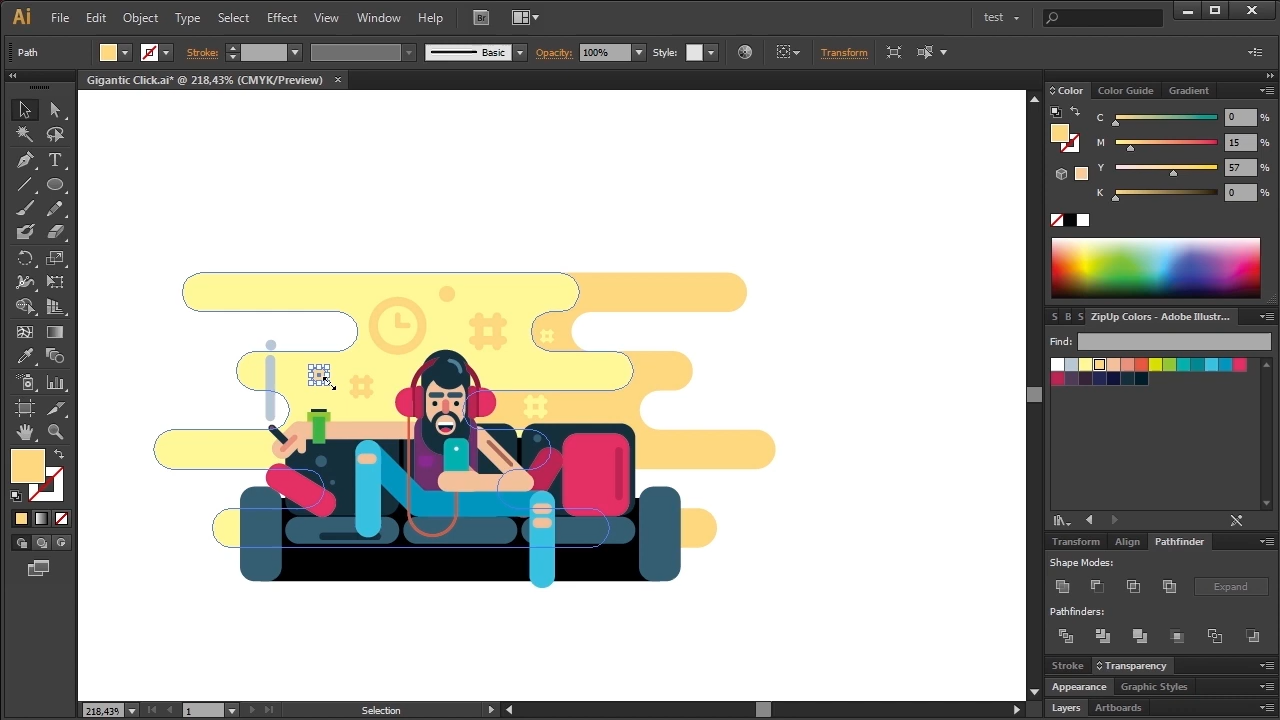 Ai File Edit Object Type Select Effect View Window Help Br test
Path Stroke: Basic Opacity: 100% Style: Transform
Gigantic Click.ai* @ 218,43% (CMYK/Preview) ×
Color Color Guide Gradient
C 0 %
M 15 %
Y 57 %
K 0 %
S B S ZipUp Colors - Adobe Illustr...
Find:
Transform Align Pathfinder
Shape Modes:
Expand
Pathfinders:
Stroke Transparency
Appearance Graphic Styles
Layers Artboards
218,43% 1 Selection